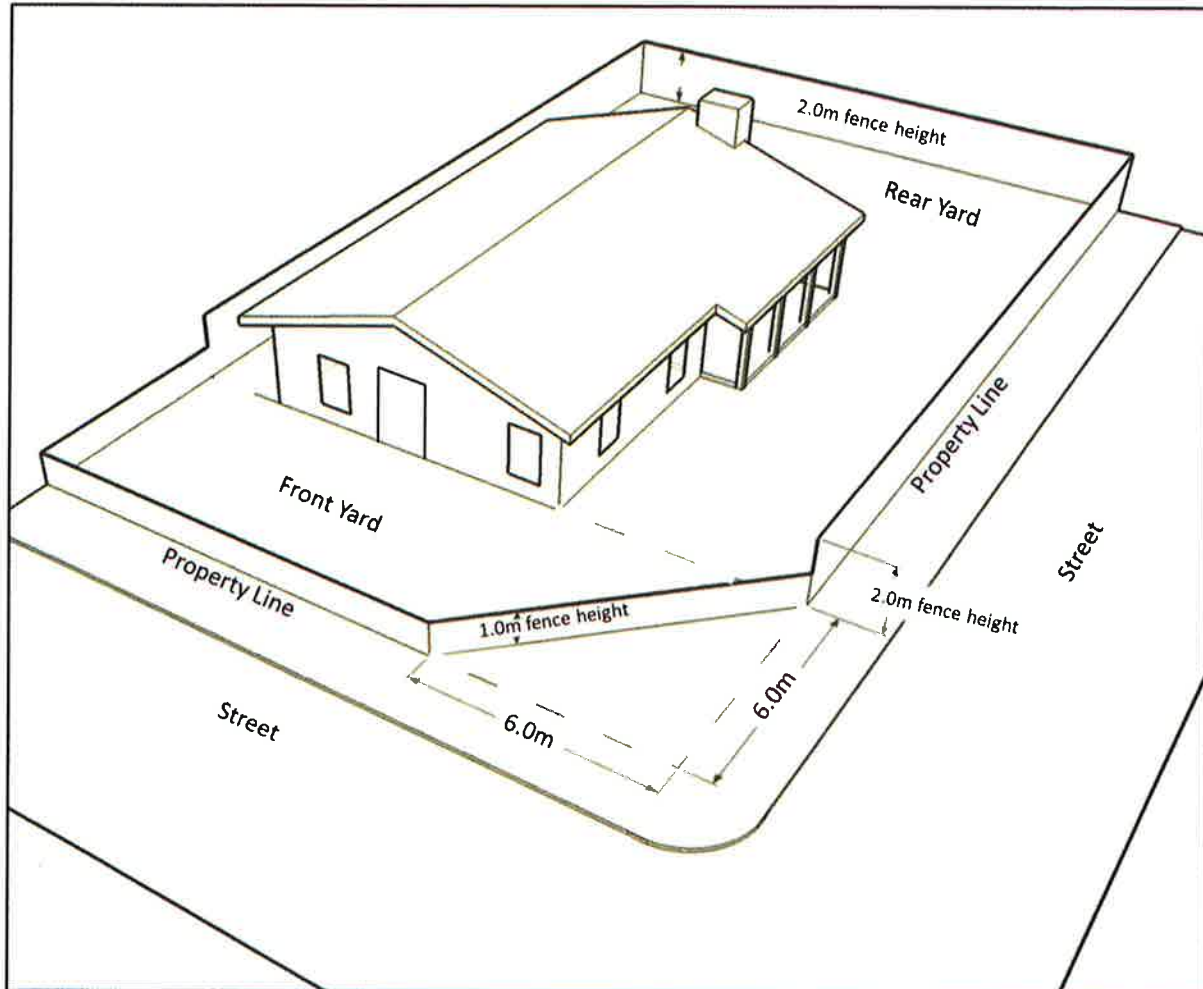 2.0m fence height
Rear Yard
Property Line
Front Yard
Street
Property Line
2.0m fence height
1.0m fence height
6.0m
6.0m
Street